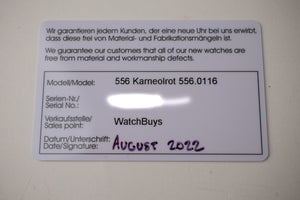 Wir garantieren jedem Kunden, der eine neue Uhr bei uns erwirbt,
dass diese frei von Material- und Fabrikationsmängeln ist.
We guarantee our customers that all of our new watches are
free from material and workmanship defects.
Modell/Model: 556 Karneolrot 556.0116
Serien-Nr./
Serial No.:
Verkaufsstelle/
Sales point: WatchBuys
Datum/Unterschrift:
Date/Signature: AUGUST 2022